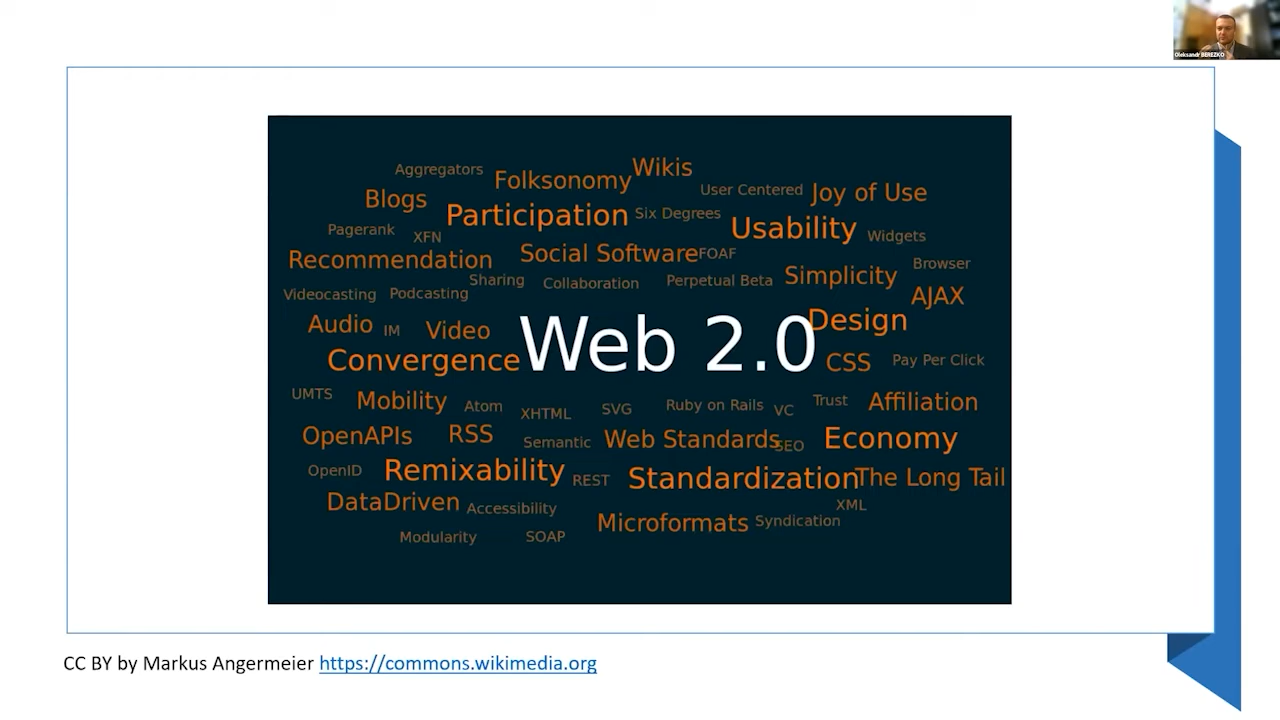 Oleksandr BEREZKO
Aggregators Folksonomy Wikis
User Centered Joy of Use
Blogs Participation Six Degrees Usability Widgets
Pagerank XFN
Recommendation Social Software FOAF Browser
Sharing Collaboration Perpetual Beta Simplicity
Videocasting Podcasting AJAX
Audio IM Video Web 2.0 Design
Convergence CSS Pay Per Click
UMTS Mobility Atom XHTML SVG Ruby on Rails VC Trust Affiliation
OpenAPIs RSS Semantic Web Standards SEO Economy
OpenID Remixability REST Standardization The Long Tail
DataDriven Accessibility XML
Microformats Syndication
Modularity SOAP
CC BY by Markus Angermeier https://commons.wikimedia.org